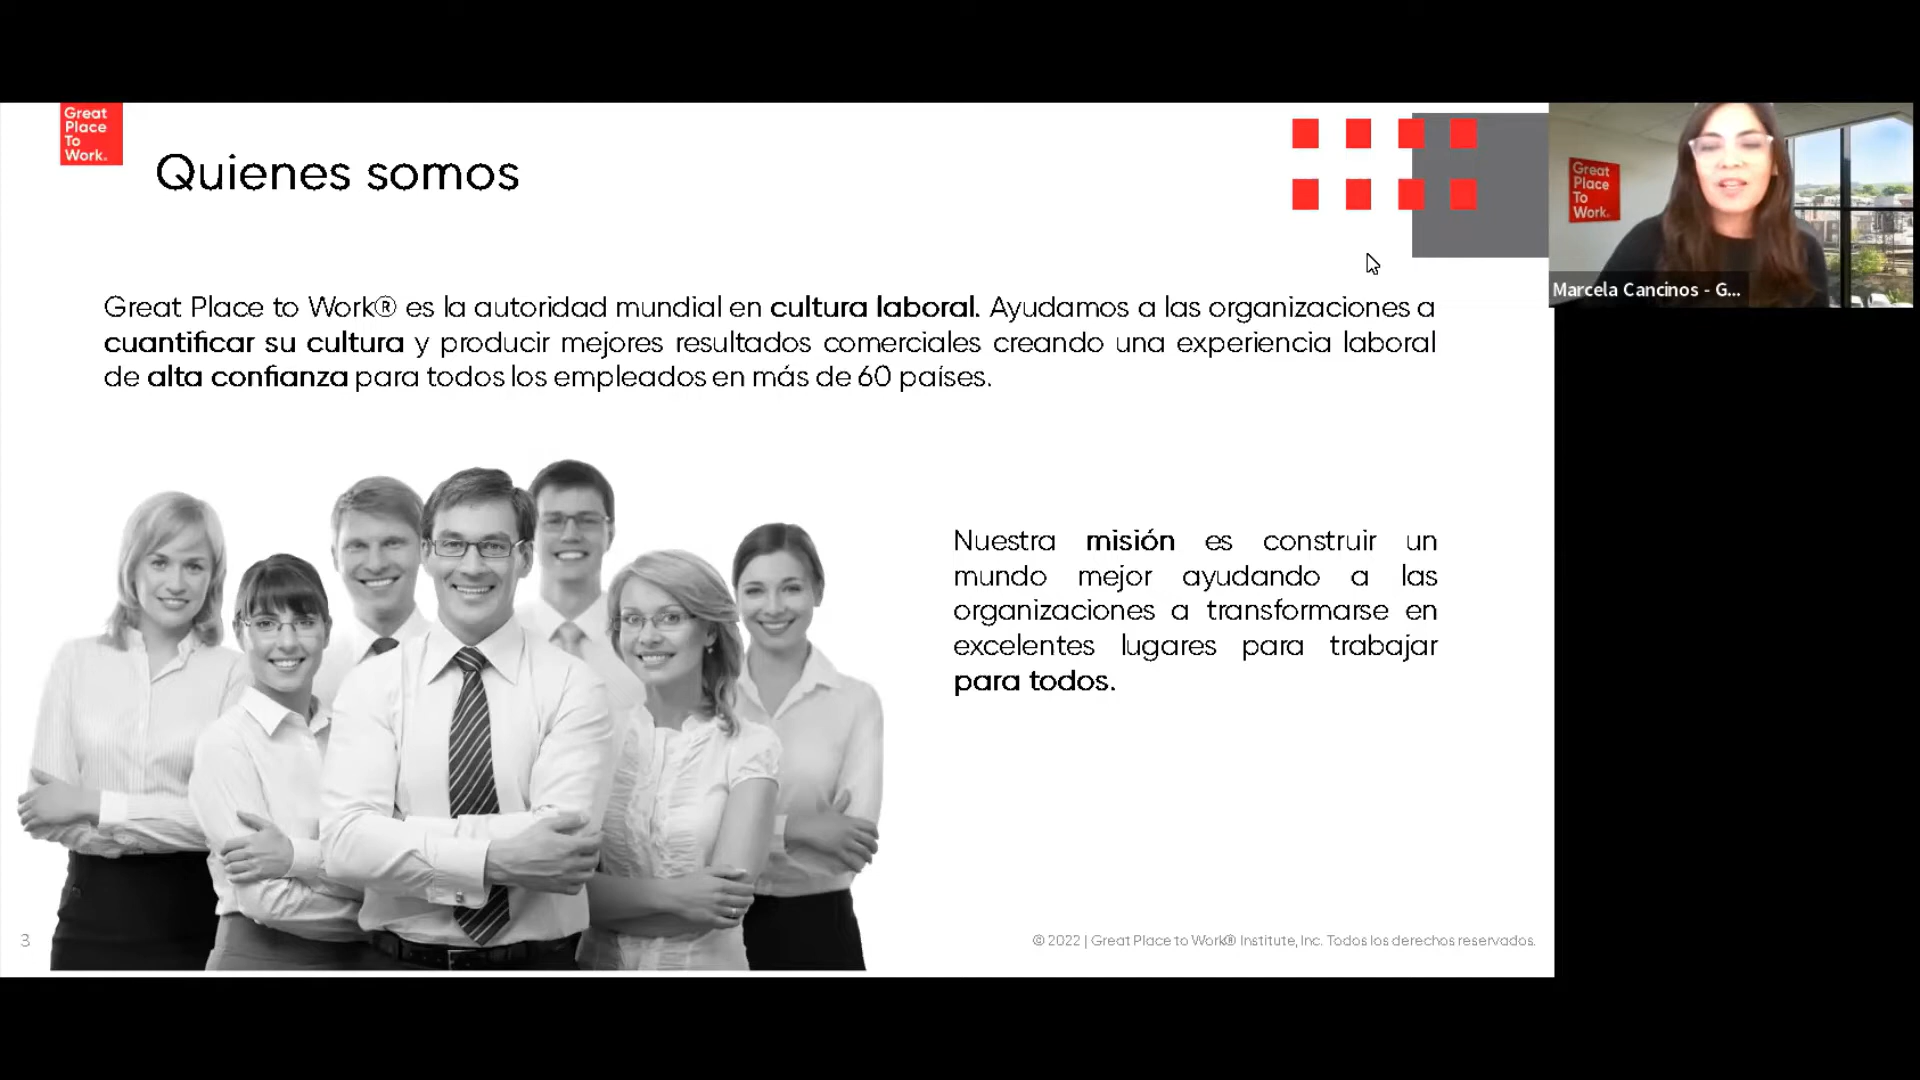 Great
Place
To
Work.
Quienes somos
Great Place to Work® es la autoridad mundial en cultura laboral. Ayudamos a las organizaciones a
cuantificar su cultura y producir mejores resultados comerciales creando una experiencia laboral
de alta confianza para todos los empleados en más de 60 países.
Nuestra misión es construir un
mundo mejor ayudando a las
organizaciones a transformarse en
excelentes lugares para trabajar
para todos.
3
© 2022 | Great Place to Work® Institute, Inc. Todos los derechos reservados.
Great
Place
To
Work.
Marcela Cancinos - G...